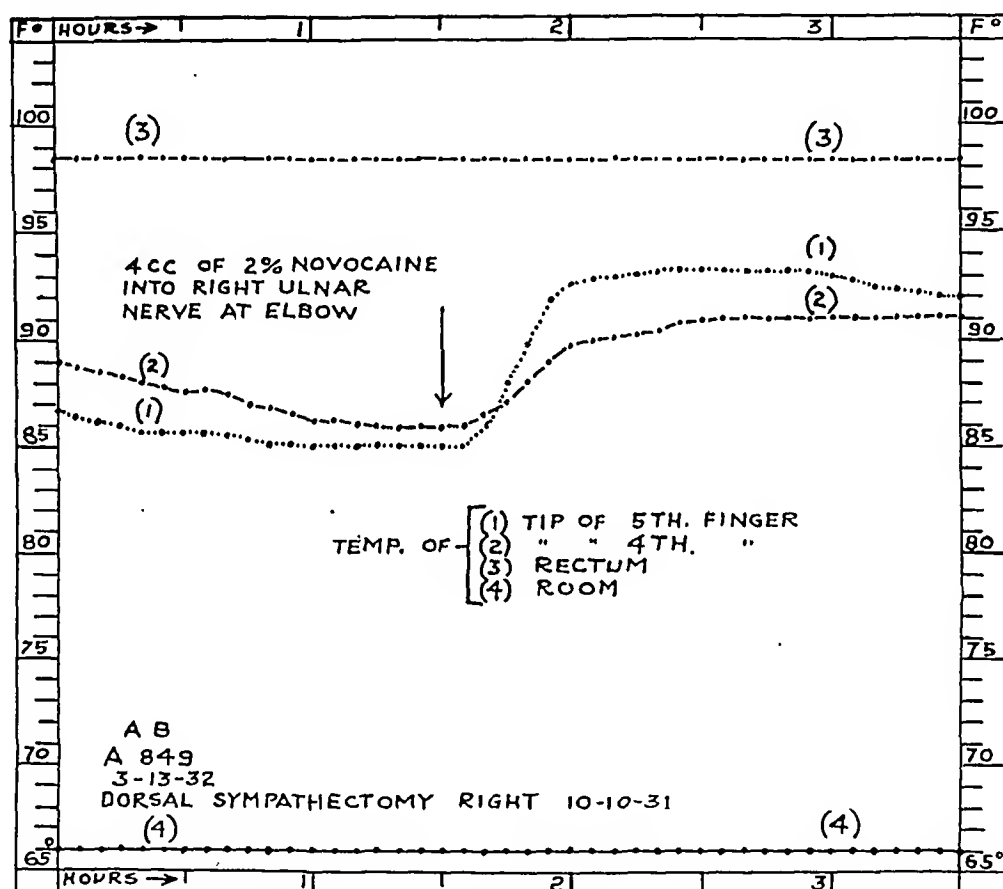 F° HOURS→ 1 2 3 F°
100 100
(3) (3)
95 95
(1)
4CC OF 2% NOVOCAINE
INTO RIGHT ULNAR
NERVE AT ELBOW
(2)
90 90
(2)
(1)
85 85
TEMP. OF
(1) TIP OF 5TH. FINGER
(2) " " 4TH. "
(3) RECTUM
(4) ROOM
80 80
75 75
A B
A 849
70 70
3-13-32
DORSAL SYMPATHECTOMY RIGHT 10-10-31
(4) (4)
65° 65°
HOURS→ 1 2 3